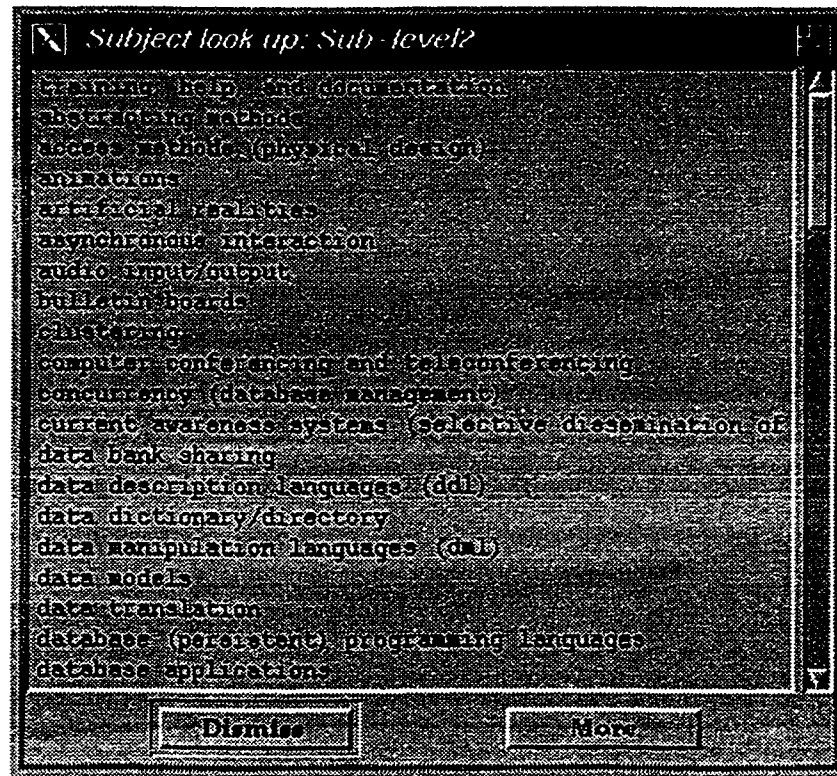 Subject look up: Sub-level2
training, help, and documentation
abstracting methods
access methods (physical design)
animations
artificial realities
asynchronous interaction
audio input/output
bulletin boards
clustering
computer conferencing and teleconferencing
concurrency (database management)
current awareness systems (selective dissemination of
data bank sharing
data description languages (ddl)
data dictionary/directory
data manipulation languages (dml)
data models
data translation
database (persistent) programming languages
database applications
Dismiss
More